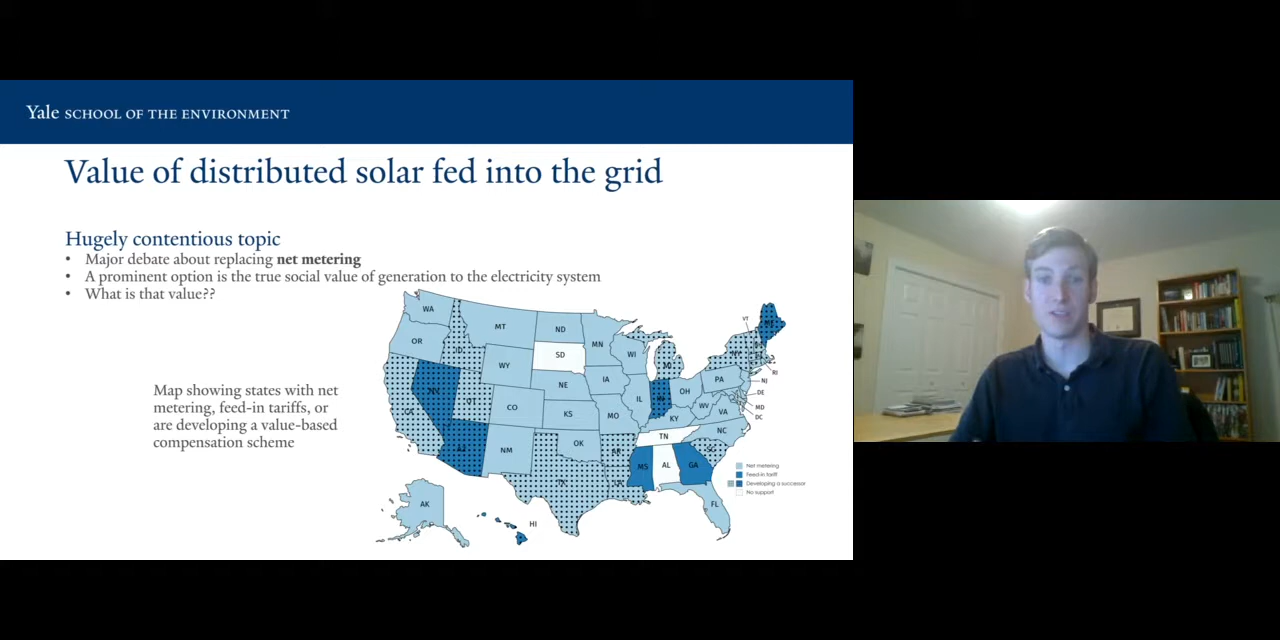 Yale SCHOOL OF THE ENVIRONMENT
Value of distributed solar fed into the grid
Hugely contentious topic
• Major debate about replacing net metering
• A prominent option is the true social value of generation to the electricity system
• What is that value??
Map showing states with net
metering, feed-in tariffs, or
are developing a value-based
compensation scheme
WA
MT
ND
MN
OR
ID
WY
SD
WI
MI
NY
VT
RI
NJ
DE
MD
DC
NV
UT
CO
NE
IA
IL
IN
OH
PA
CA
KS
MO
KY
WV
VA
NM
OK
AR
TN
NC
SC
TX
LA
MS
AL
GA
FL
AK
HI
Net metering
Feed-in tariff
Developing a successor
No support